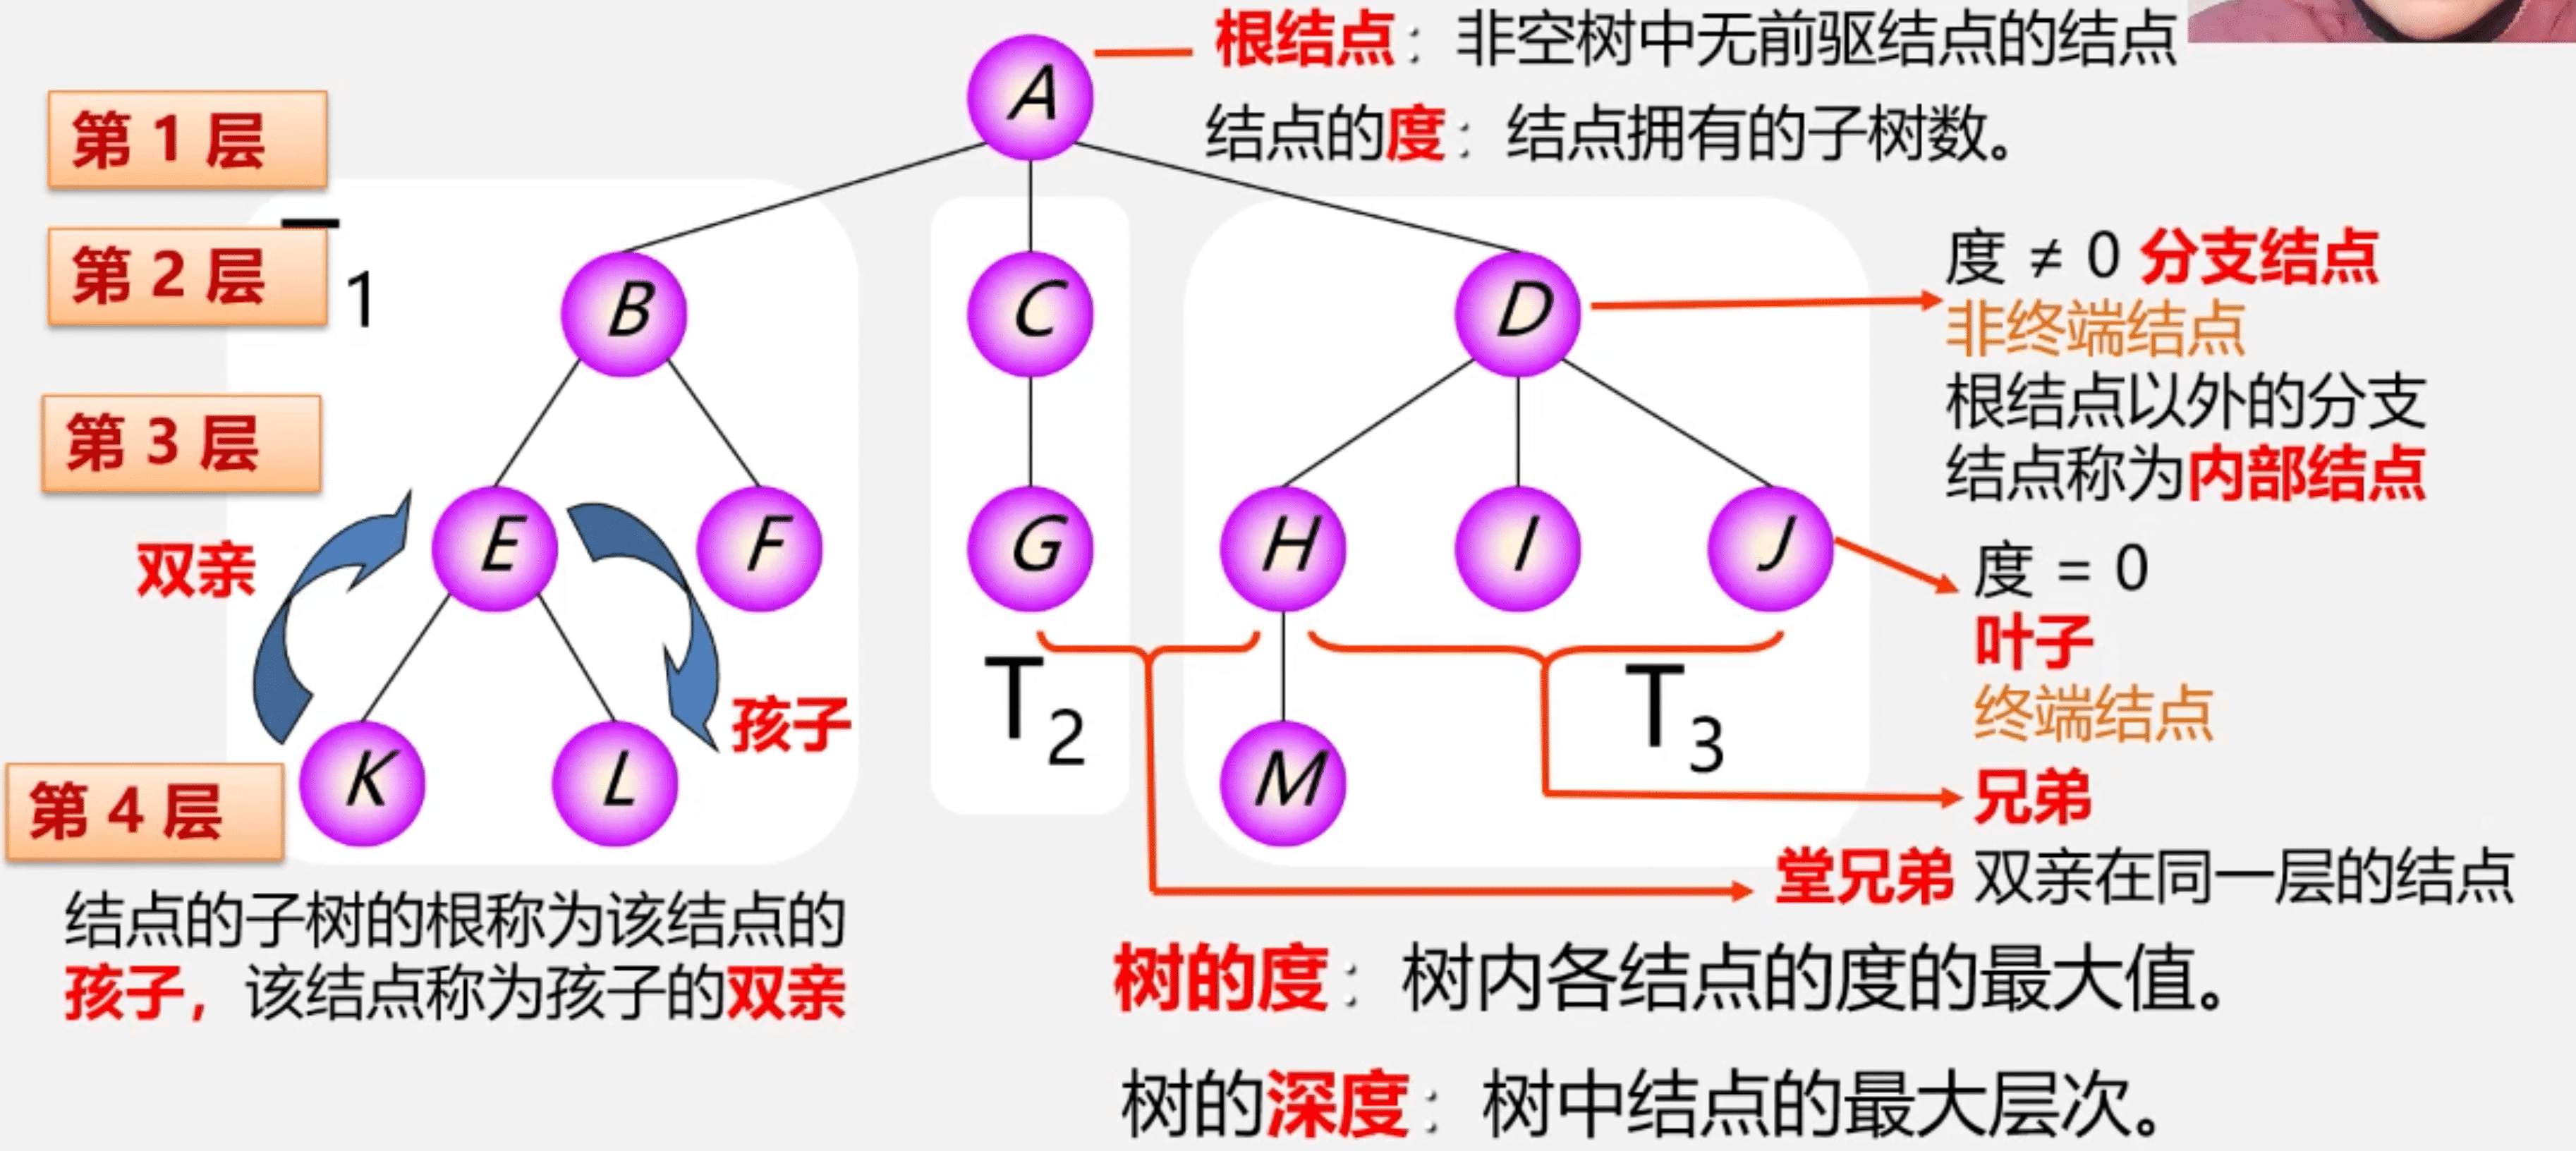 根结点：非空树中无前驱结点的结点
结点的度：结点拥有的子树数。
第 1 层
第 2 层
第 3 层
第 4 层
1
A
B
C
D
E
F
G
H
I
J
K
L
M
T2
T3
双亲
孩子
度 ≠ 0 分支结点
非终端结点
根结点以外的分支
结点称为内部结点
度 = 0
叶子
终端结点
兄弟
堂兄弟 双亲在同一层的结点
结点的子树的根称为该结点的
孩子，该结点称为孩子的双亲
树的度：树内各结点的度的最大值。
树的深度：树中结点的最大层次。